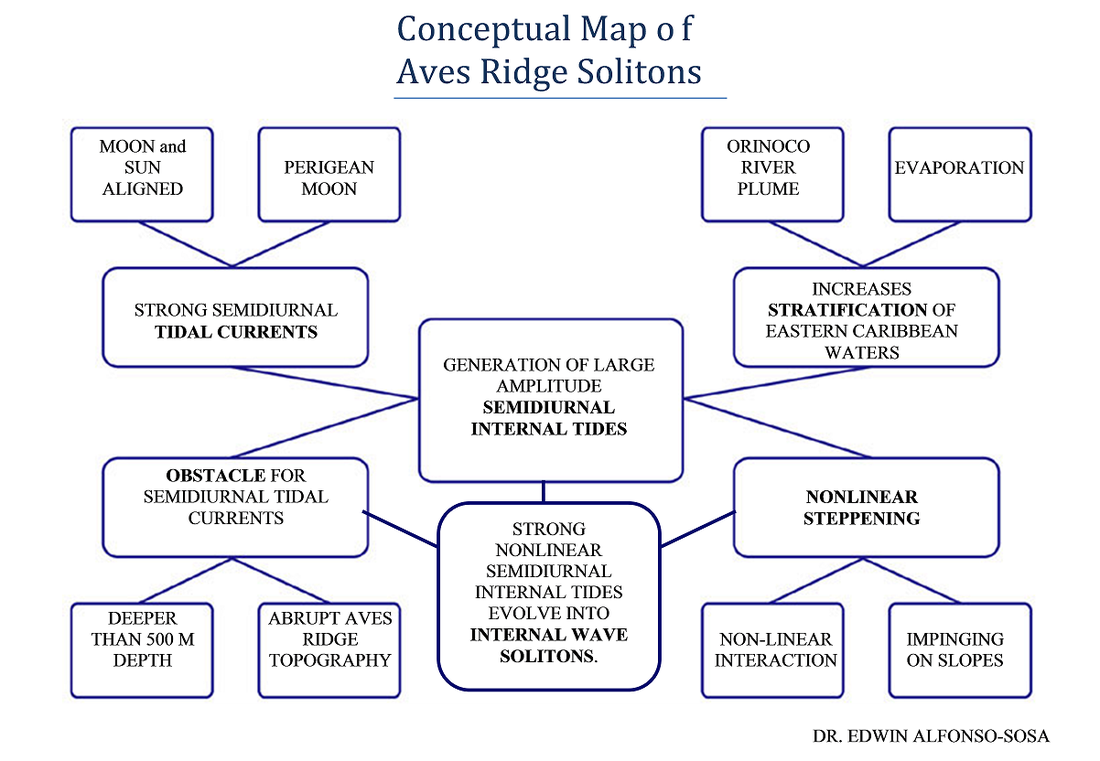 Conceptual Map of
Aves Ridge Solitons
MOON and
SUN
ALIGNED
PERIGEAN
MOON
ORINOCO
RIVER
PLUME
EVAPORATION
STRONG SEMIDIURNAL
TIDAL CURRENTS
INCREASES
STRATIFICATION OF
EASTERN CARIBBEAN
WATERS
GENERATION OF LARGE
AMPLITUDE
SEMIDIURNAL
INTERNAL TIDES
OBSTACLE FOR
SEMIDIURNAL TIDAL
CURRENTS
NONLINEAR
STEPPENING
STRONG
NONLINEAR
SEMIDIURNAL
INTERNAL TIDES
EVOLVE INTO
INTERNAL WAVE
SOLITONS.
DEEPER
THAN 500 M
DEPTH
ABRUPT AVES
RIDGE
TOPOGRAPHY
NON-LINEAR
INTERACTION
IMPINGING
ON SLOPES
DR. EDWIN ALFONSO-SOSA